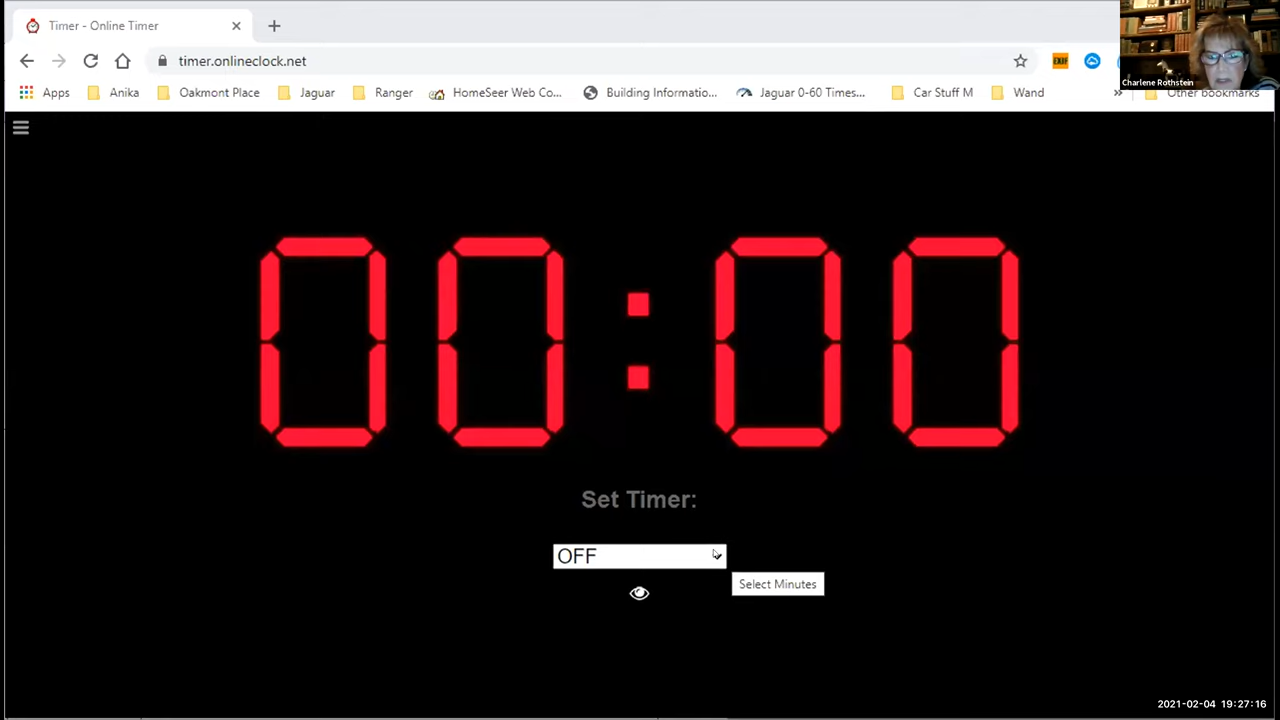 Timer - Online Timer
timer.onlineclock.net
EXIF
Charlene Rothstein
Apps Anika Oakmont Place Jaguar Ranger HomeSeer Web Co... Building Informatio... Jaguar 0-60 Times... Car Stuff M Wand » Other bookmarks
00:00
Set Timer:
OFF
Select Minutes
2021-02-04 19:27:16